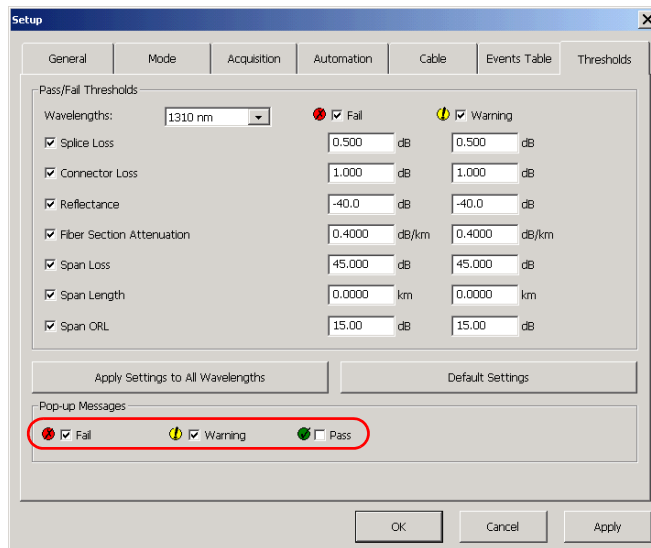 Setup
General Mode Acquisition Automation Cable Events Table Thresholds
Pass/Fail Thresholds
Wavelengths: 1310 nm Fail Warning
Splice Loss 0.500 dB 0.500 dB
Connector Loss 1.000 dB 1.000 dB
Reflectance -40.0 dB -40.0 dB
Fiber Section Attenuation 0.4000 dB/km 0.4000 dB/km
Span Loss 45.000 dB 45.000 dB
Span Length 0.0000 km 0.0000 km
Span ORL 15.00 dB 15.00 dB
Apply Settings to All Wavelengths Default Settings
Pop-up Messages
Fail Warning Pass
OK Cancel Apply